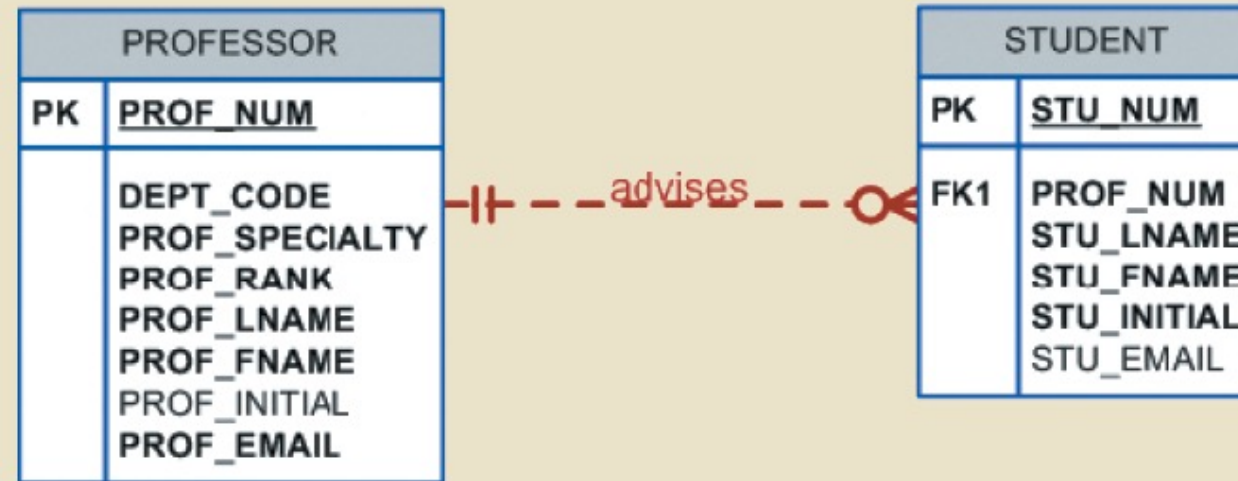 PROFESSOR
PK PROF_NUM
DEPT_CODE
PROF_SPECIALTY
PROF_RANK
PROF_LNAME
PROF_FNAME
PROF_INITIAL
PROF_EMAIL
advises
STUDENT
PK STU_NUM
FK1 PROF_NUM
STU_LNAME
STU_FNAME
STU_INITIAL
STU_EMAIL